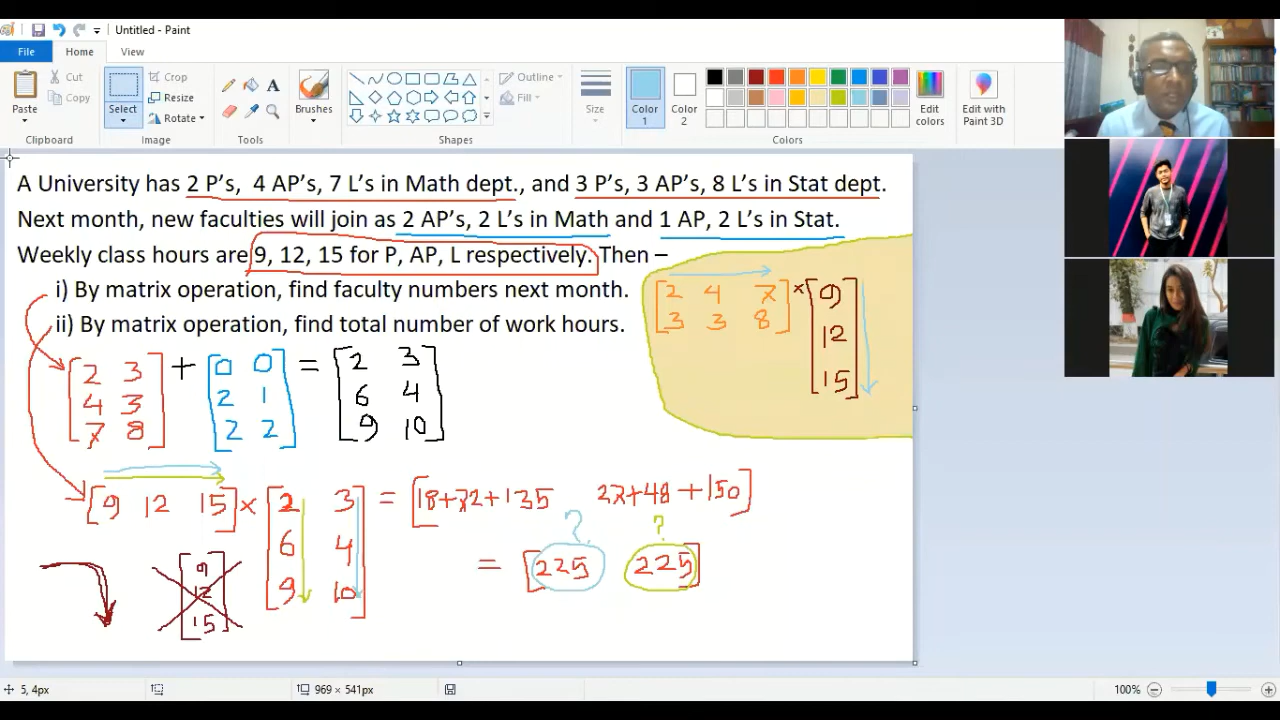 Untitled - Paint
File Home View
Paste Cut Copy Clipboard
Select Crop Resize Rotate Image
Brushes Tools
Outline Fill Shapes
Size
Color 1 Color 2 Edit colors Edit with Paint 3D Colors
A University has 2 P's, 4 AP's, 7 L's in Math dept., and 3 P's, 3 AP's, 8 L's in Stat dept.
Next month, new faculties will join as 2 AP's, 2 L's in Math and 1 AP, 2 L's in Stat.
Weekly class hours are 9, 12, 15 for P, AP, L respectively. Then –
i) By matrix operation, find faculty numbers next month.
ii) By matrix operation, find total number of work hours.
2 4 7 × 9
3 3 8 12
15
2 3 + 0 0 = 2 3
4 3 2 1 6 4
7 8 2 2 9 10
[9 12 15] × 2 3 = [18+72+135 27+48+150]
6 4 ? ?
9 10 = [225 225]
9
12
15
5, 4px 969 × 541px 100%